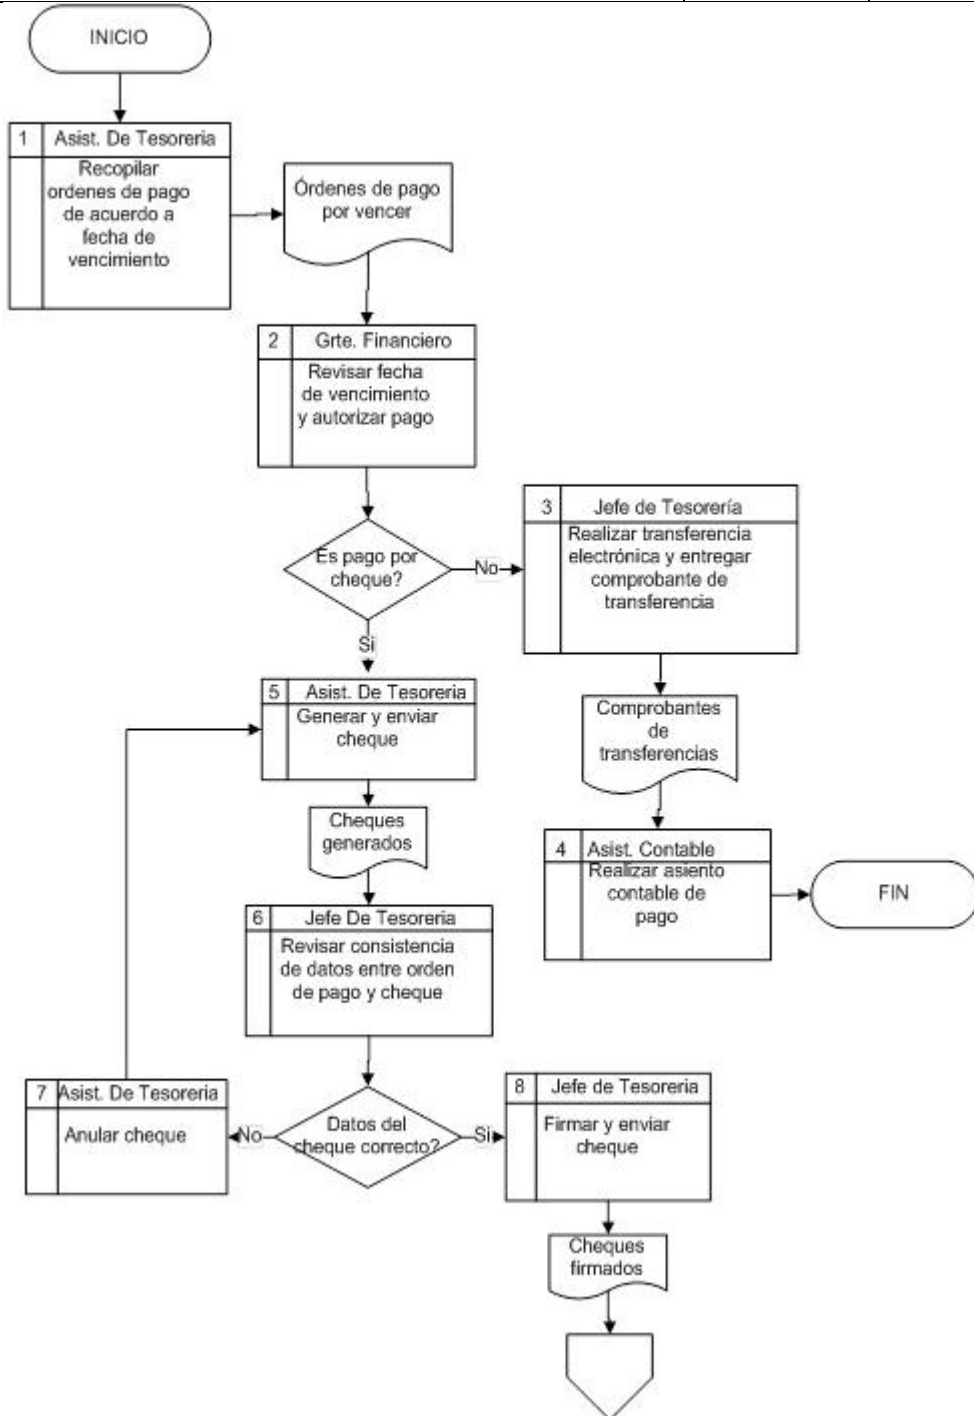 INICIO
1
Asist. De Tesoreria
Recopilar
ordenes de pago
de acuerdo a
fecha de
vencimiento
Órdenes de pago
por vencer
2
Grte. Financiero
Revisar fecha
de vencimiento
y autorizar pago
Es pago por
cheque?
No
3
Jefe de Tesorería
Realizar transferencia
electrónica y entregar
comprobante de
transferencia
Si
5
Asist. De Tesoreria
Generar y enviar
cheque
Comprobantes
de
transferencias
Cheques
generados
4
Asist. Contable
Realizar asiento
contable de
pago
FIN
6
Jefe De Tesoreria
Revisar consistencia
de datos entre orden
de pago y cheque
7
Asist. De Tesoreria
Anular cheque
No
Datos del
cheque correcto?
Si
8
Jefe de Tesoreria
Firmar y enviar
cheque
Cheques
firmados